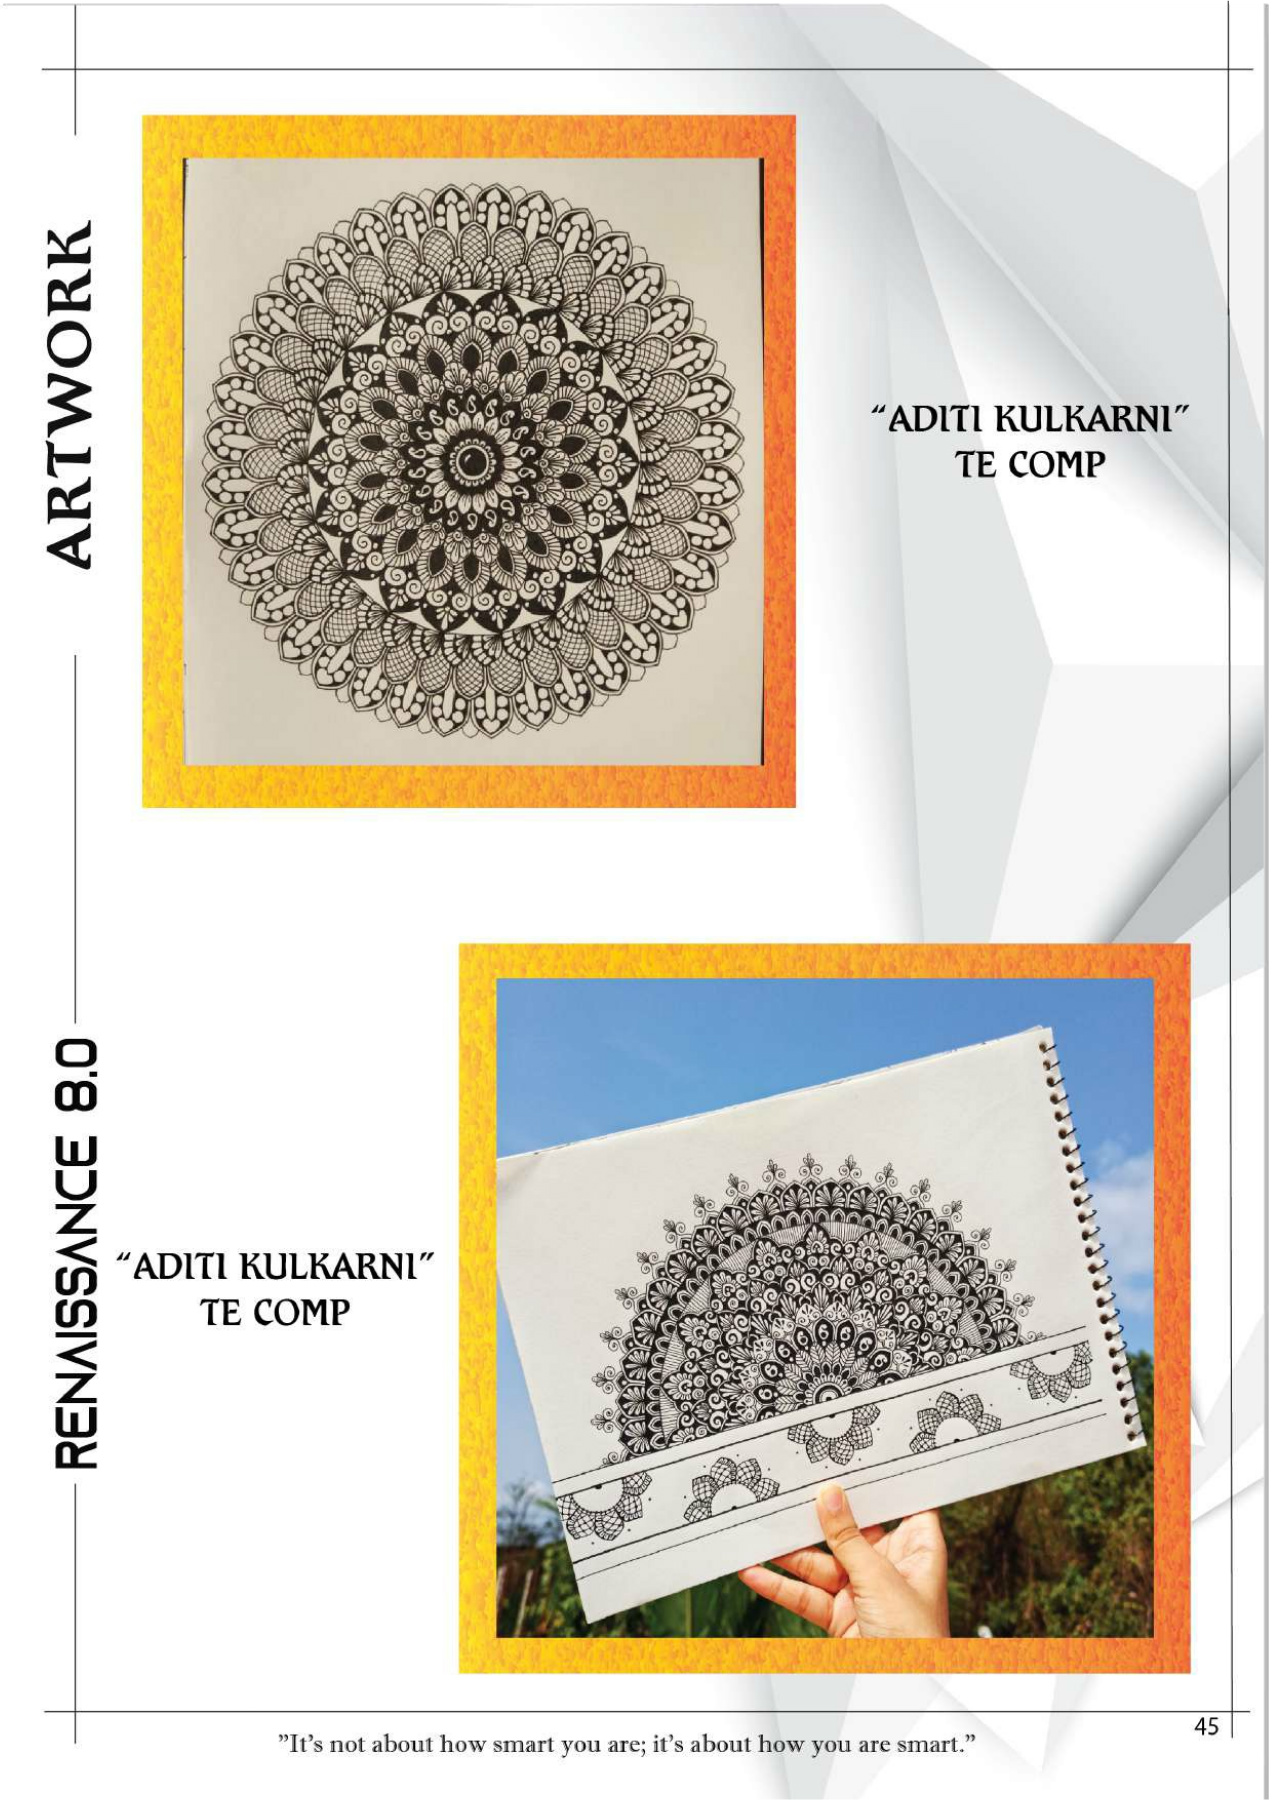 ARTWORK
“ADITI KULKARNI”
TE COMP
RENAISSANCE 8.0
“ADITI KULKARNI”
TE COMP
”It’s not about how smart you are; it’s about how you are smart.”
45